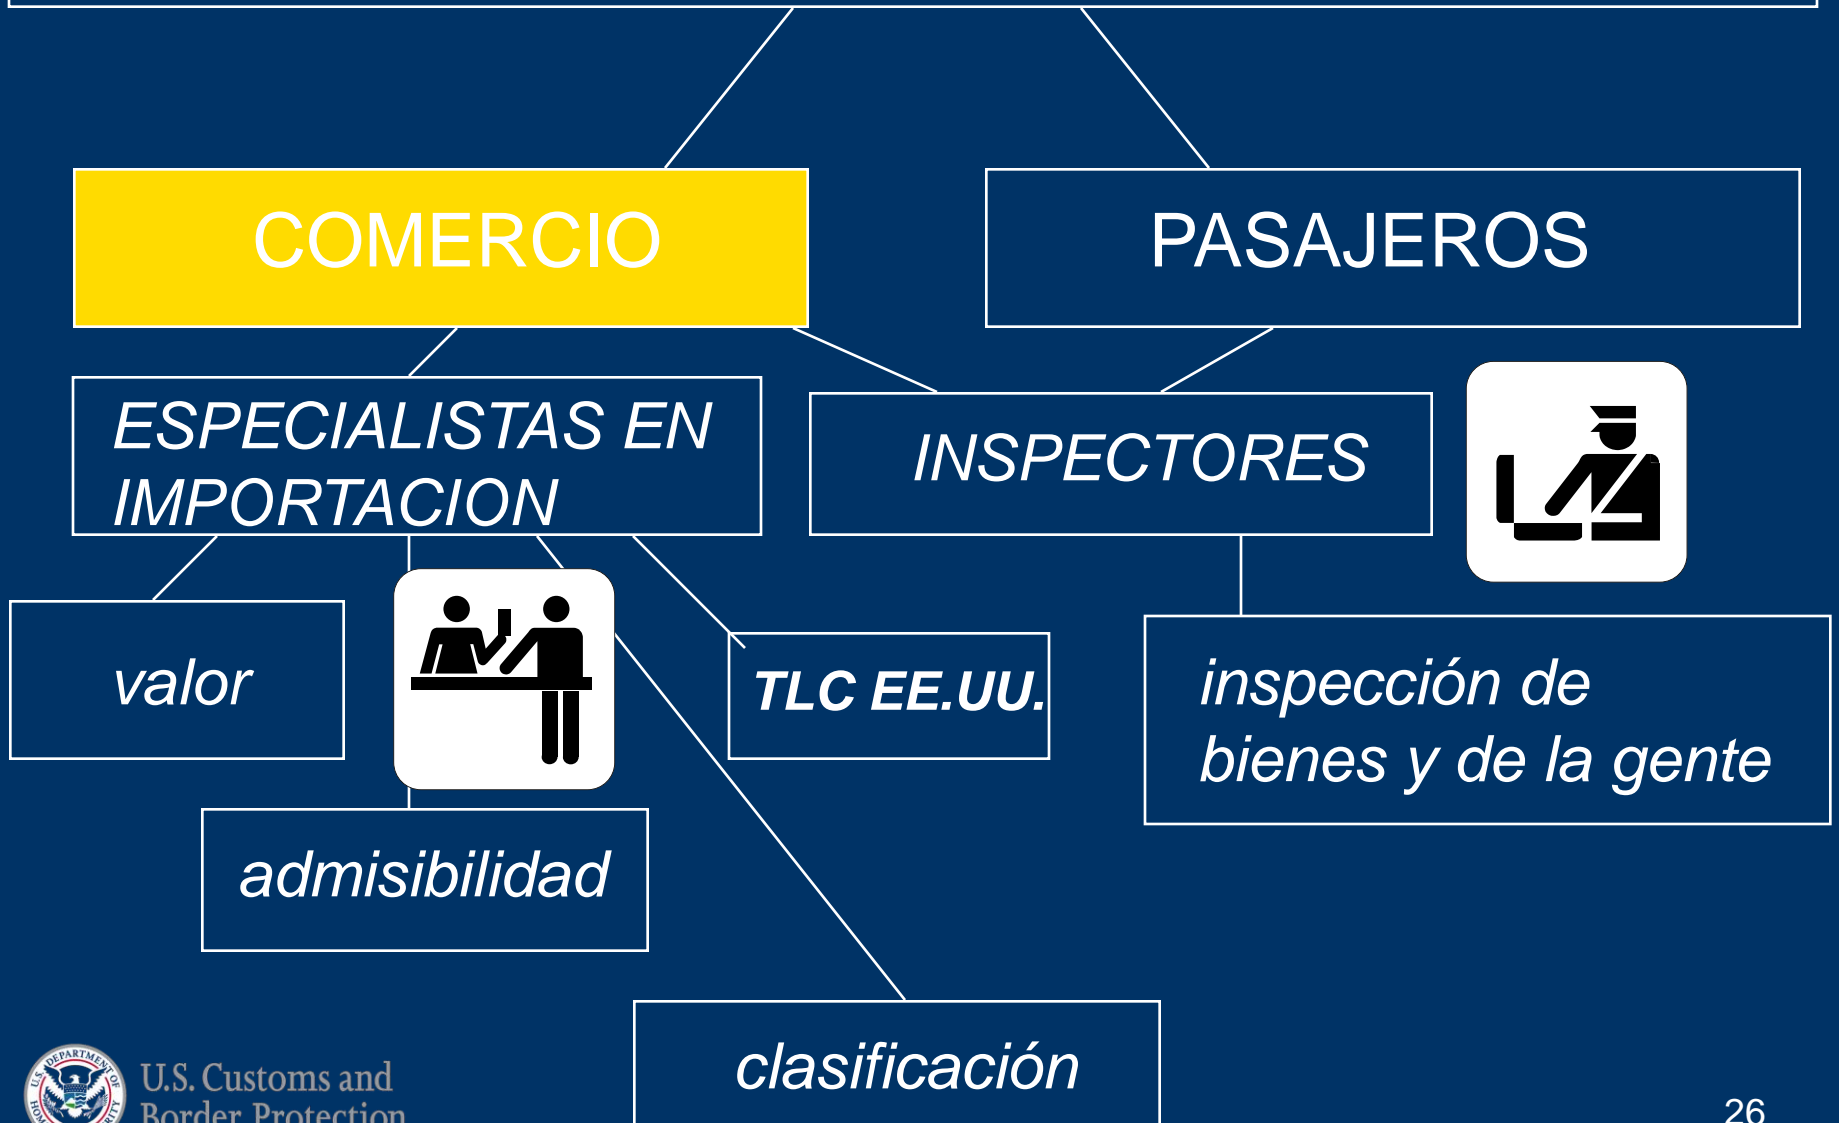 COMERCIO
PASAJEROS
ESPECIALISTAS EN
IMPORTACION
INSPECTORES
valor
TLC EE.UU.
inspección de
bienes y de la gente
admisibilidad
clasificación
U.S. Customs and
Border Protection
26